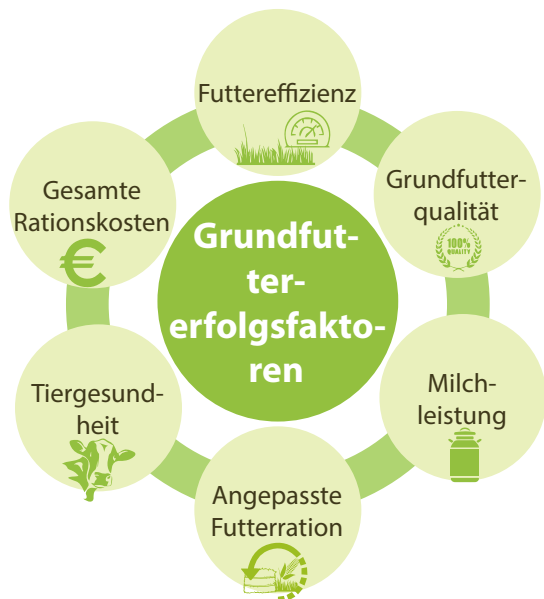 Futtereffizienz
Grundfutter-
qualität
100%
QUALITY
Milch-
leistung
Angepasste
Futterration
Tiergesund-
heit
Gesamte
Rationskosten
€
Grundfut-
ter-
erfolgsfakto-
ren